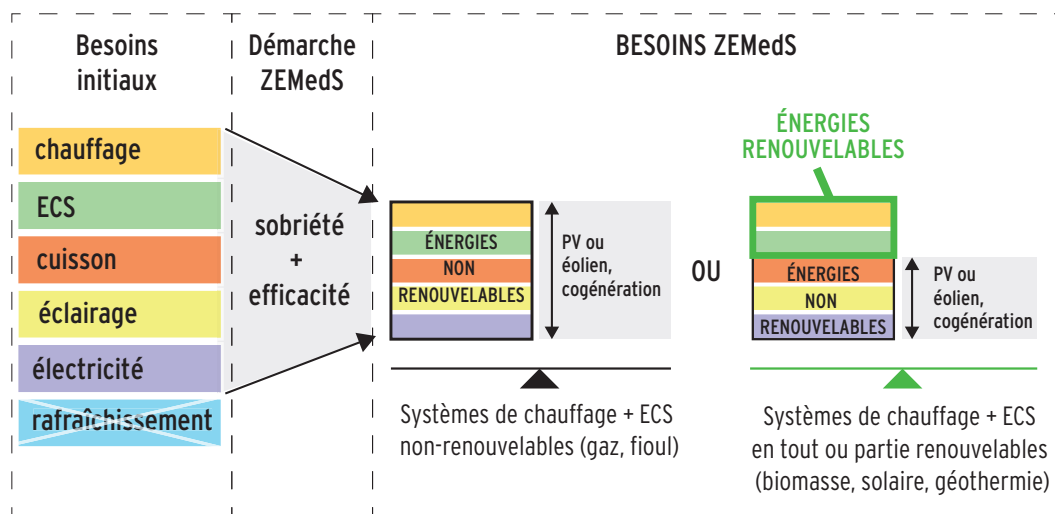 Besoins
initiaux
Démarche
ZEMedS
BESOINS ZEMedS
chauffage
ECS
cuisson
éclairage
électricité
rafraîchissement
sobriété
+
efficacité
ÉNERGIES
NON
RENOUVELABLES
PV ou
éolien,
cogénération
Systèmes de chauffage + ECS
non-renouvelables (gaz, fioul)
OU
ÉNERGIES
RENOUVELABLES
ÉNERGIES
NON
RENOUVELABLES
PV ou
éolien,
cogénération
Systèmes de chauffage + ECS
en tout ou partie renouvelables
(biomasse, solaire, géothermie)